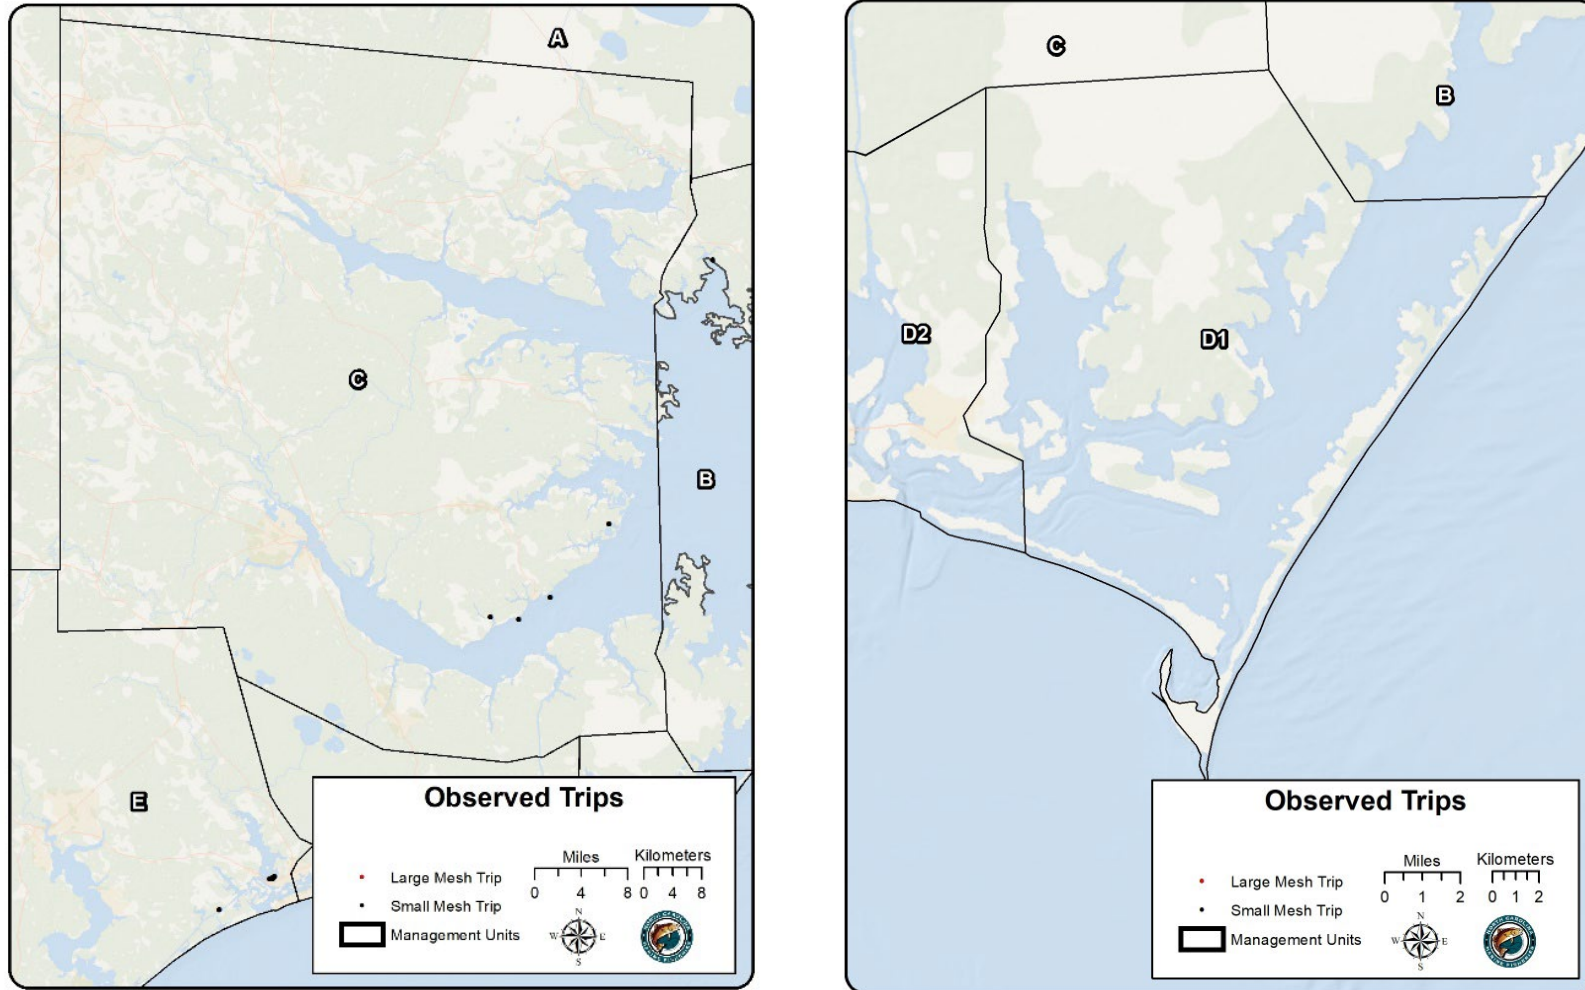 A
C
B
E
Observed Trips
Miles
Kilometers
0 4 8 0 4 8
Large Mesh Trip
Small Mesh Trip
Management Units
N
W E
S
C
B
D2
D1
Observed Trips
Miles
Kilometers
0 1 2 0 1 2
Large Mesh Trip
Small Mesh Trip
Management Units
N
W E
S